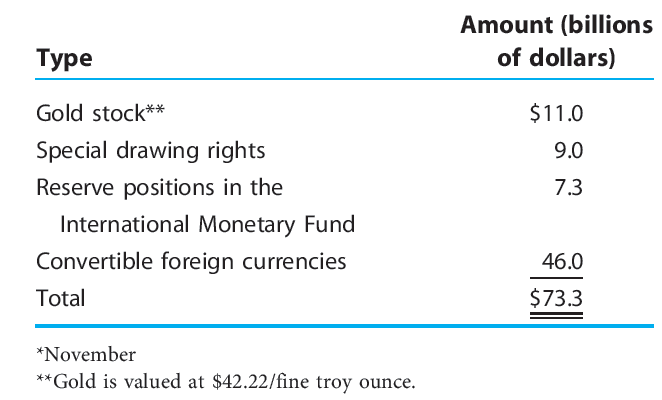 Amount (billions
Type of dollars)
Gold stock** $11.0
Special drawing rights 9.0
Reserve positions in the 7.3
International Monetary Fund
Convertible foreign currencies 46.0
Total $73.3
*November
**Gold is valued at $42.22/fine troy ounce.